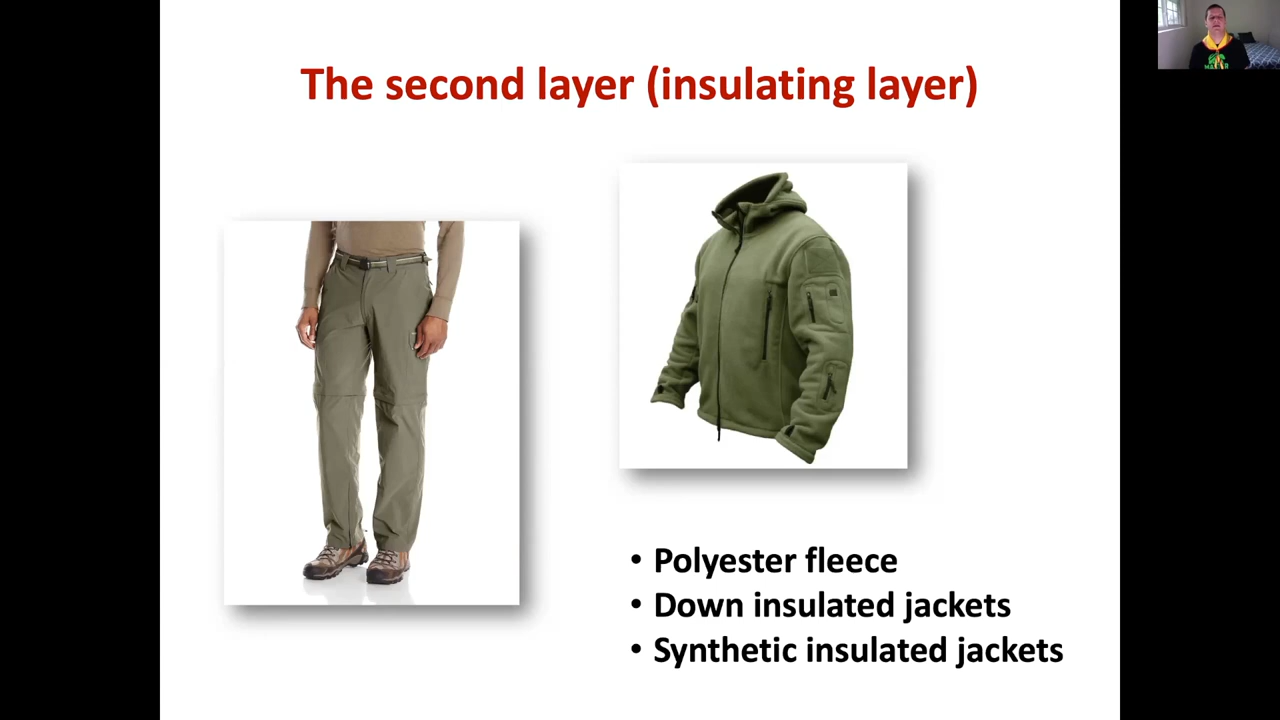 The second layer (insulating layer)
• Polyester fleece
• Down insulated jackets
• Synthetic insulated jackets